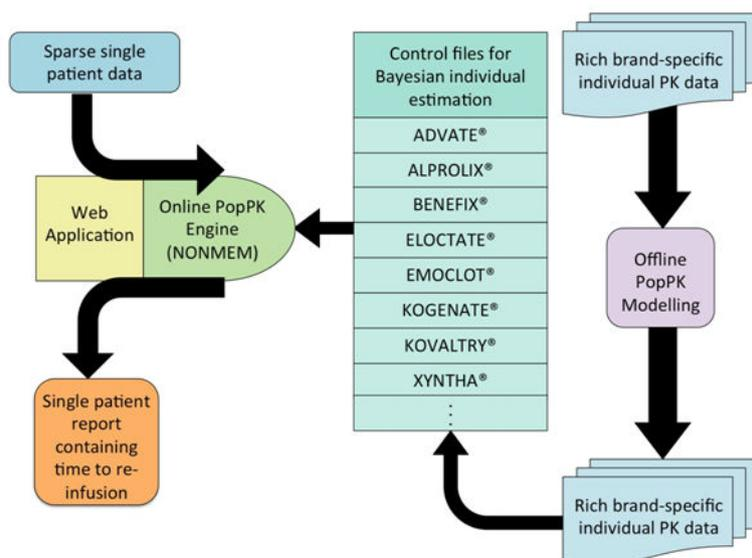 Sparse single
patient data
Web
Application
Online PopPK
Engine
(NONMEM)
Single patient
report
containing
time to re-
infusion
Control files for
Bayesian individual
estimation
ADVATE®
ALPROLIX®
BENEFIX®
ELOCTATE®
EMOCLOT®
KOGENATE®
KOVALTRY®
XYNTHA®
⋮
Rich brand-specific
individual PK data
Offline
PopPK
Modelling
Rich brand-specific
individual PK data